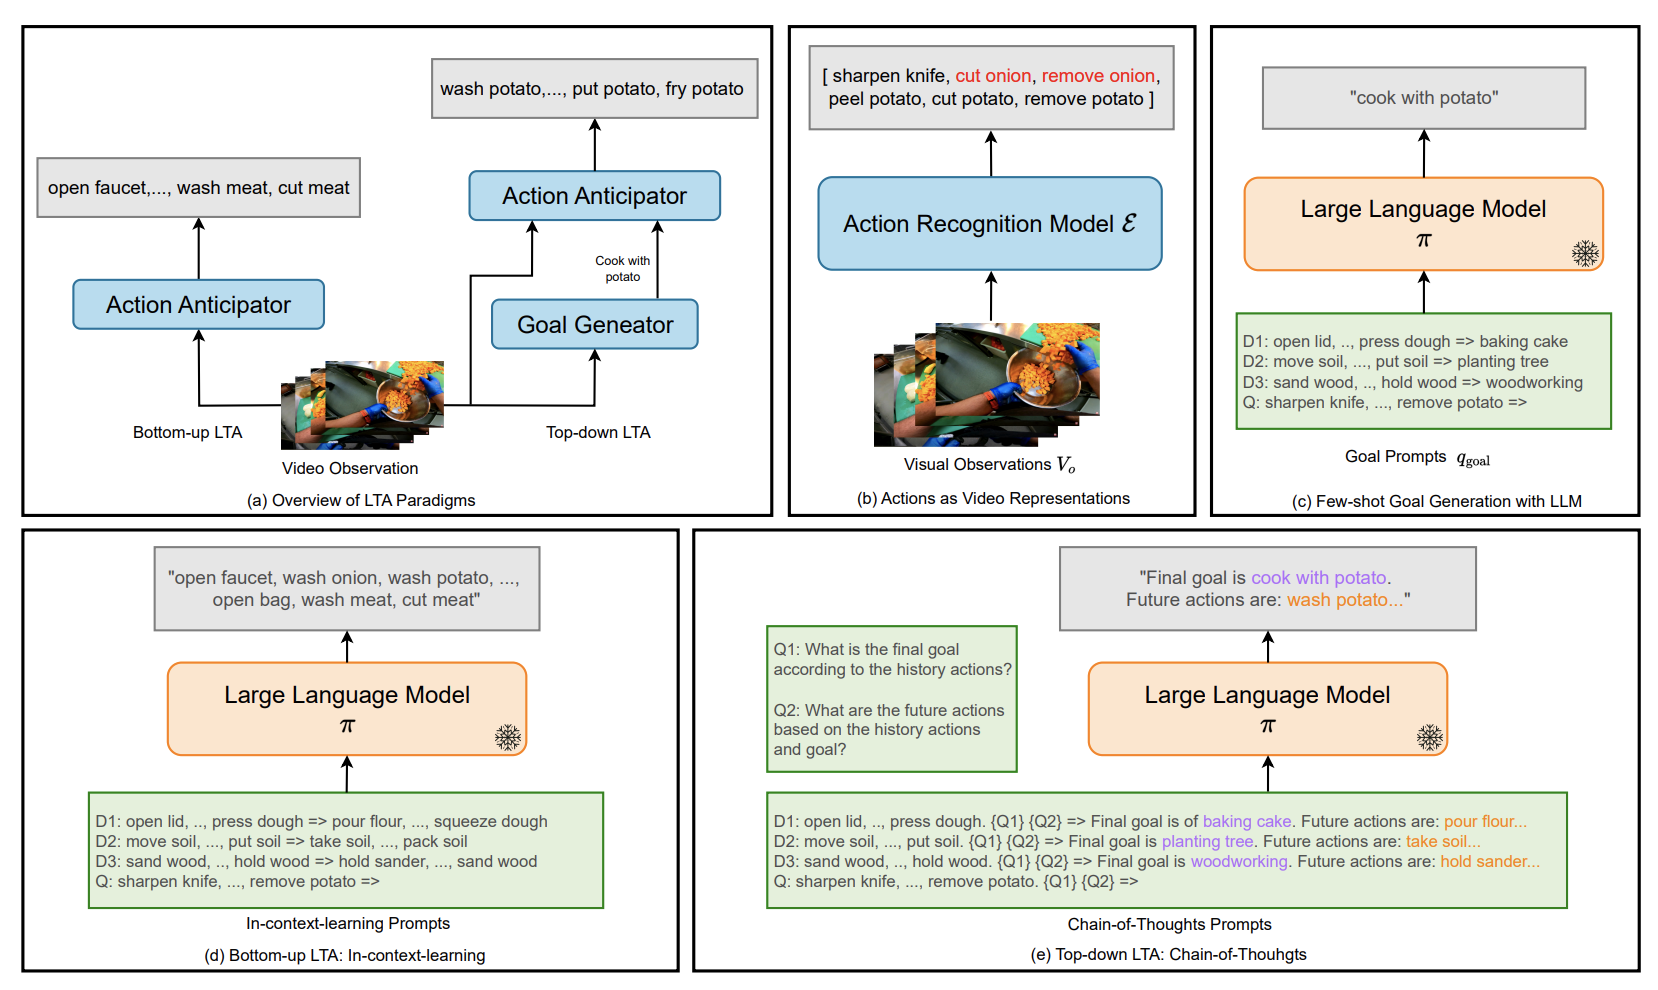 wash potato,..., put potato, fry potato
open faucet,..., wash meat, cut meat
Action Anticipator
Cook with
potato
Action Anticipator
Goal Geneator
Bottom-up LTA
Top-down LTA
Video Observation
(a) Overview of LTA Paradigms
[ sharpen knife, cut onion, remove onion,
peel potato, cut potato, remove potato ]
Action Recognition Model ℰ
Visual Observations Vₒ
(b) Actions as Video Representations
"cook with potato"
Large Language Model
π
D1: open lid, .., press dough => baking cake
D2: move soil, ..., put soil => planting tree
D3: sand wood, .., hold wood => woodworking
Q: sharpen knife, ..., remove potato =>
Goal Prompts q_goal
(c) Few-shot Goal Generation with LLM
"open faucet, wash onion, wash potato, ...,
open bag, wash meat, cut meat"
Large Language Model
π
D1: open lid, .., press dough => pour flour, ..., squeeze dough
D2: move soil, ..., put soil => take soil, ..., pack soil
D3: sand wood, .., hold wood => hold sander, ..., sand wood
Q: sharpen knife, ..., remove potato =>
In-context-learning Prompts
(d) Bottom-up LTA: In-context-learning
"Final goal is cook with potato.
Future actions are: wash potato..."
Q1: What is the final goal
according to the history actions?
Q2: What are the future actions
based on the history actions
and goal?
Large Language Model
π
D1: open lid, .., press dough. {Q1} {Q2} => Final goal is of baking cake. Future actions are: pour flour...
D2: move soil, ..., put soil. {Q1} {Q2} => Final goal is planting tree. Future actions are: take soil...
D3: sand wood, .., hold wood. {Q1} {Q2} => Final goal is woodworking. Future actions are: hold sander...
Q: sharpen knife, ..., remove potato. {Q1} {Q2} =>
Chain-of-Thoughts Prompts
(e) Top-down LTA: Chain-of-Thouhgts